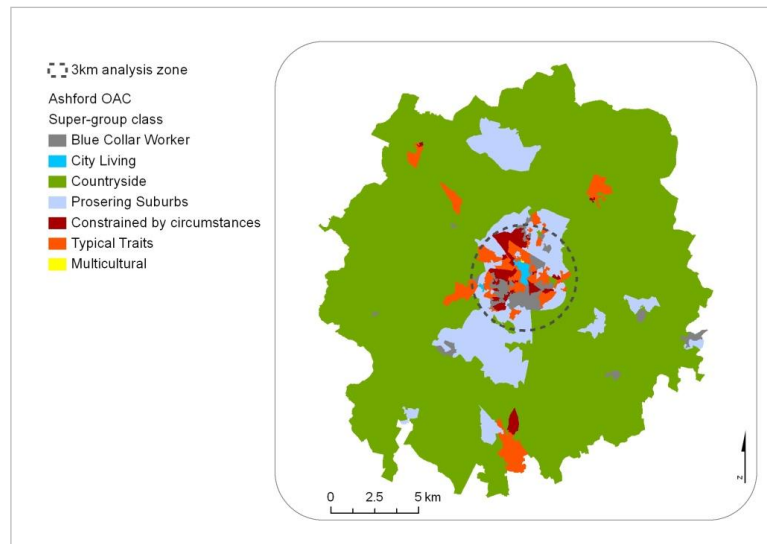 3km analysis zone
Ashford OAC
Super-group class
Blue Collar Worker
City Living
Countryside
Prosering Suburbs
Constrained by circumstances
Typical Traits
Multicultural
0 2.5 5 km
N